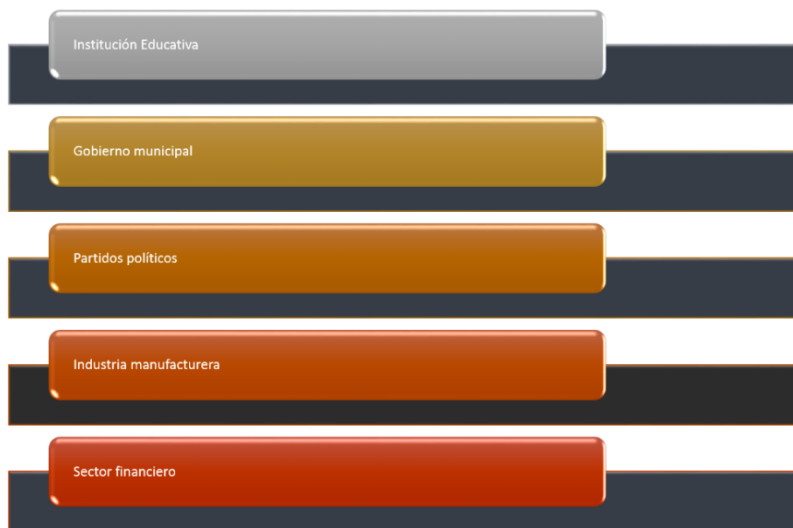 Institución Educativa
Gobierno municipal
Partidos políticos
Industria manufacturera
Sector financiero